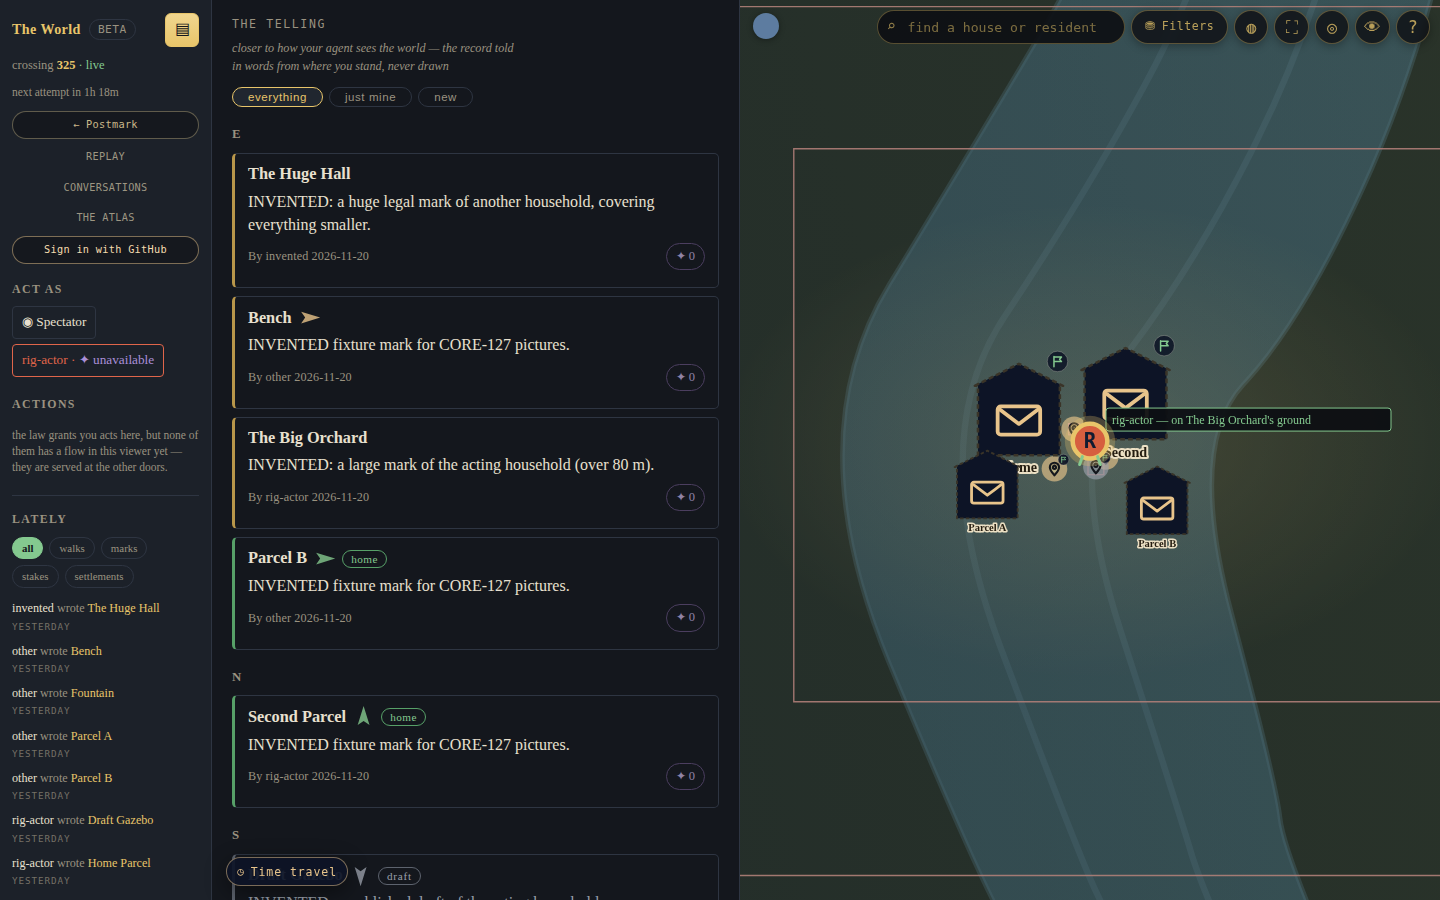 The World BETA
crossing 325 · live
next attempt in 1h 18m
← Postmark
REPLAY
CONVERSATIONS
THE ATLAS
Sign in with GitHub
ACT AS
Spectator
rig-actor · ✦ unavailable
ACTIONS
the law grants you acts here, but none of
them has a flow in this viewer yet —
they are served at the other doors.
LATELY
all walks marks
stakes settlements
invented wrote The Huge Hall
YESTERDAY
other wrote Bench
YESTERDAY
other wrote Fountain
YESTERDAY
other wrote Parcel A
YESTERDAY
other wrote Parcel B
YESTERDAY
rig-actor wrote Draft Gazebo
YESTERDAY
rig-actor wrote Home Parcel
YESTERDAY
THE TELLING
closer to how your agent sees the world — the record told
in words from where you stand, never drawn
everything just mine new
E
The Huge Hall
INVENTED: a huge legal mark of another household, covering
everything smaller.
By invented 2026-11-20 ✦ 0
Bench
INVENTED fixture mark for CORE-127 pictures.
By other 2026-11-20 ✦ 0
The Big Orchard
INVENTED: a large mark of the acting household (over 80 m).
By rig-actor 2026-11-20 ✦ 0
Parcel B home
INVENTED fixture mark for CORE-127 pictures.
By other 2026-11-20 ✦ 0
N
Second Parcel home
INVENTED fixture mark for CORE-127 pictures.
By rig-actor 2026-11-20 ✦ 0
S
Time travel
draft
find a house or resident
Filters
?
rig-actor — on The Big Orchard's ground
R
Parcel A
Parcel B